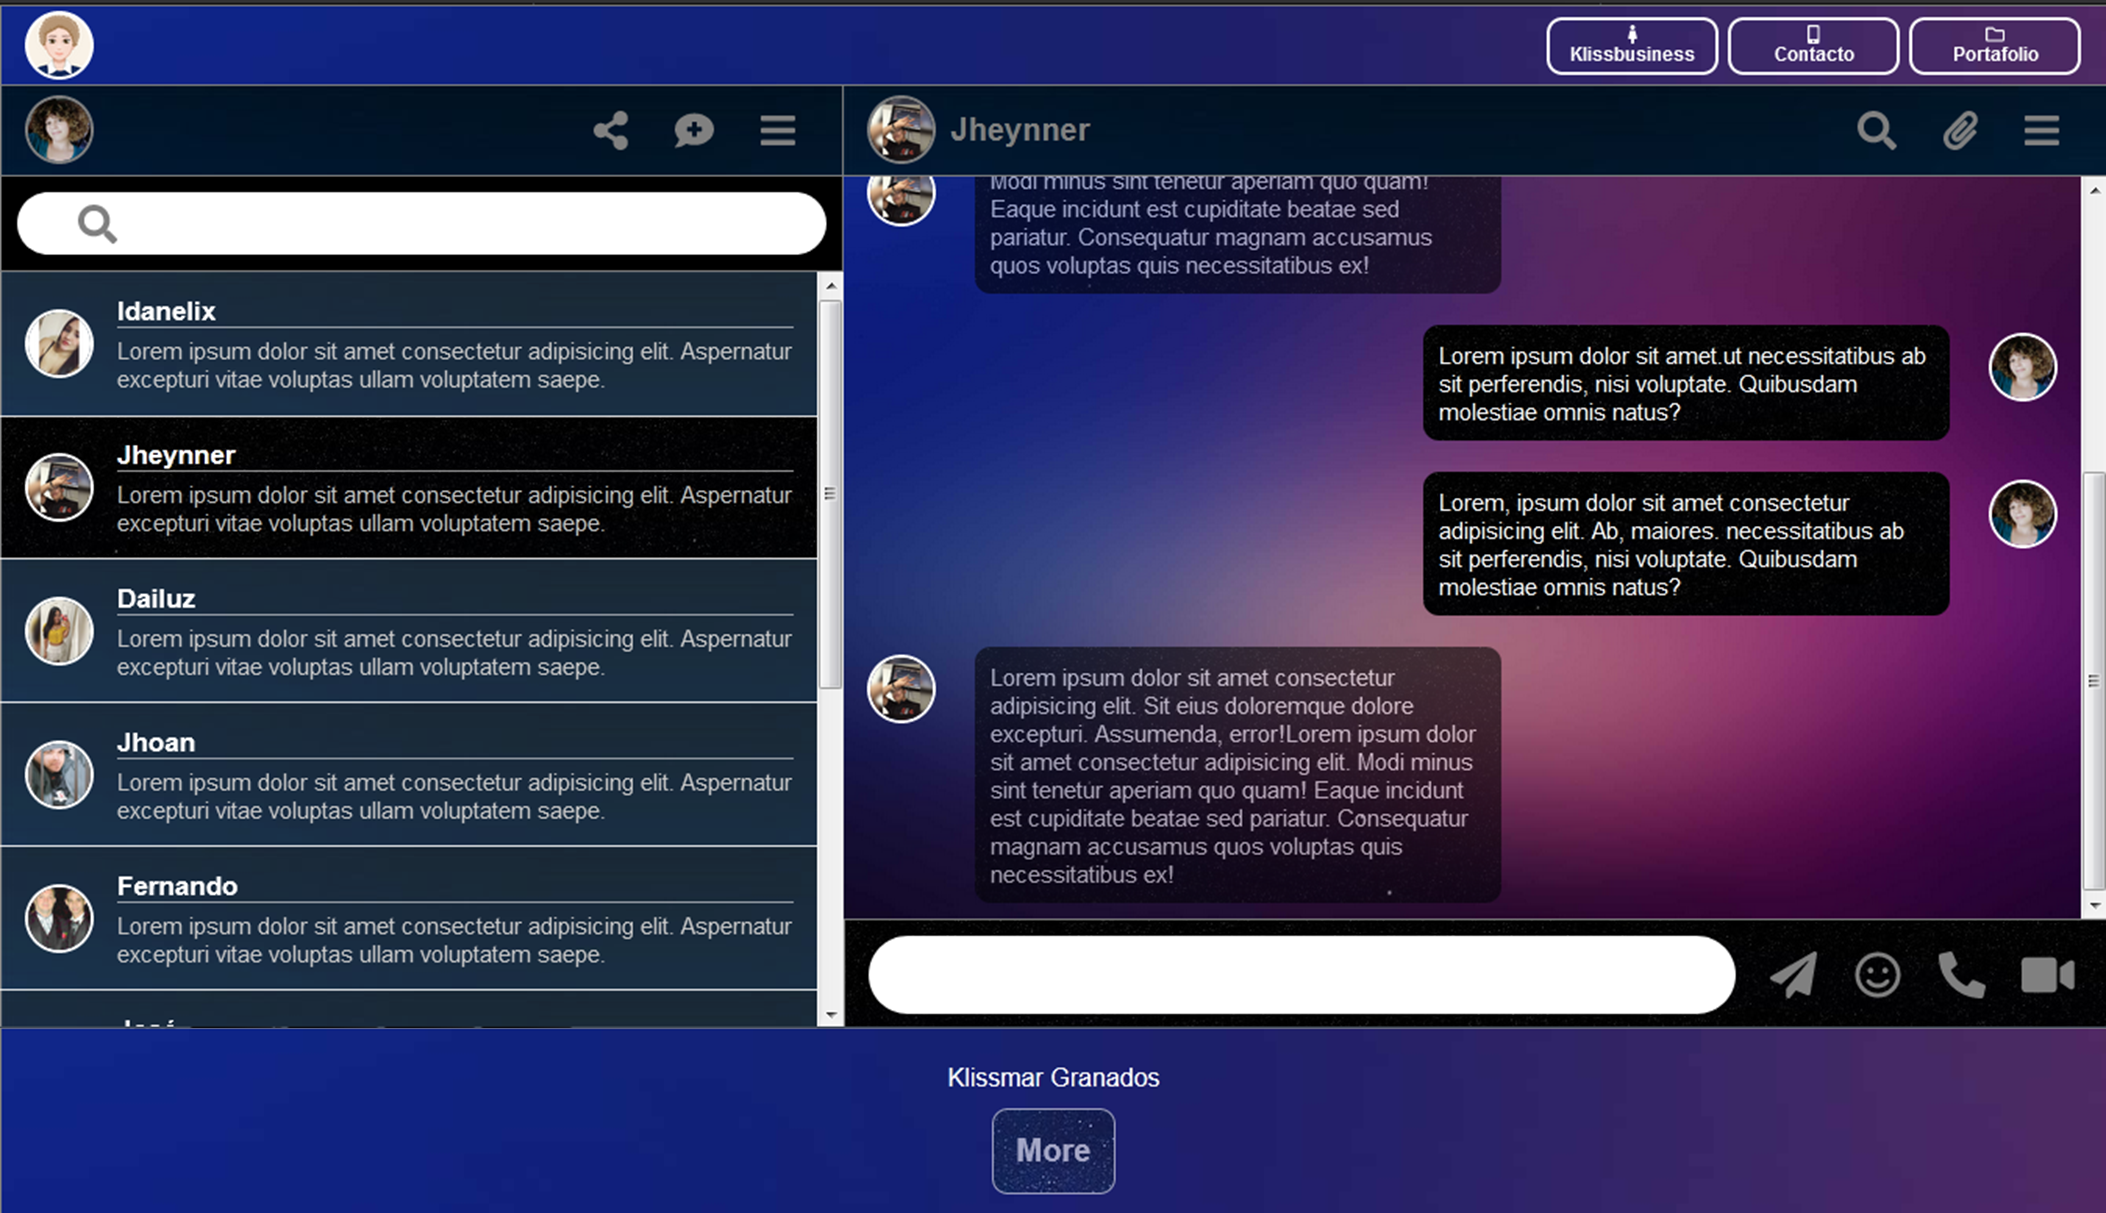 Klissbusiness
Contacto
Portafolio
Jheynner
Idanelix
Lorem ipsum dolor sit amet consectetur adipisicing elit. Aspernatur
excepturi vitae voluptas ullam voluptatem saepe.
Jheynner
Lorem ipsum dolor sit amet consectetur adipisicing elit. Aspernatur
excepturi vitae voluptas ullam voluptatem saepe.
Dailuz
Lorem ipsum dolor sit amet consectetur adipisicing elit. Aspernatur
excepturi vitae voluptas ullam voluptatem saepe.
Jhoan
Lorem ipsum dolor sit amet consectetur adipisicing elit. Aspernatur
excepturi vitae voluptas ullam voluptatem saepe.
Fernando
Lorem ipsum dolor sit amet consectetur adipisicing elit. Aspernatur
excepturi vitae voluptas ullam voluptatem saepe.
Modi minus sint tenetur aperiam quo quam!
Eaque incidunt est cupiditate beatae sed
pariatur. Consequatur magnam accusamus
quos voluptas quis necessitatibus ex!
Lorem ipsum dolor sit amet.ut necessitatibus ab
sit perferendis, nisi voluptate. Quibusdam
molestiae omnis natus?
Lorem, ipsum dolor sit amet consectetur
adipisicing elit. Ab, maiores. necessitatibus ab
sit perferendis, nisi voluptate. Quibusdam
molestiae omnis natus?
Lorem ipsum dolor sit amet consectetur
adipisicing elit. Sit eius doloremque dolore
excepturi. Assumenda, error!Lorem ipsum dolor
sit amet consectetur adipisicing elit. Modi minus
sint tenetur aperiam quo quam! Eaque incidunt
est cupiditate beatae sed pariatur. Consequatur
magnam accusamus quos voluptas quis
necessitatibus ex!
Klissmar Granados
More